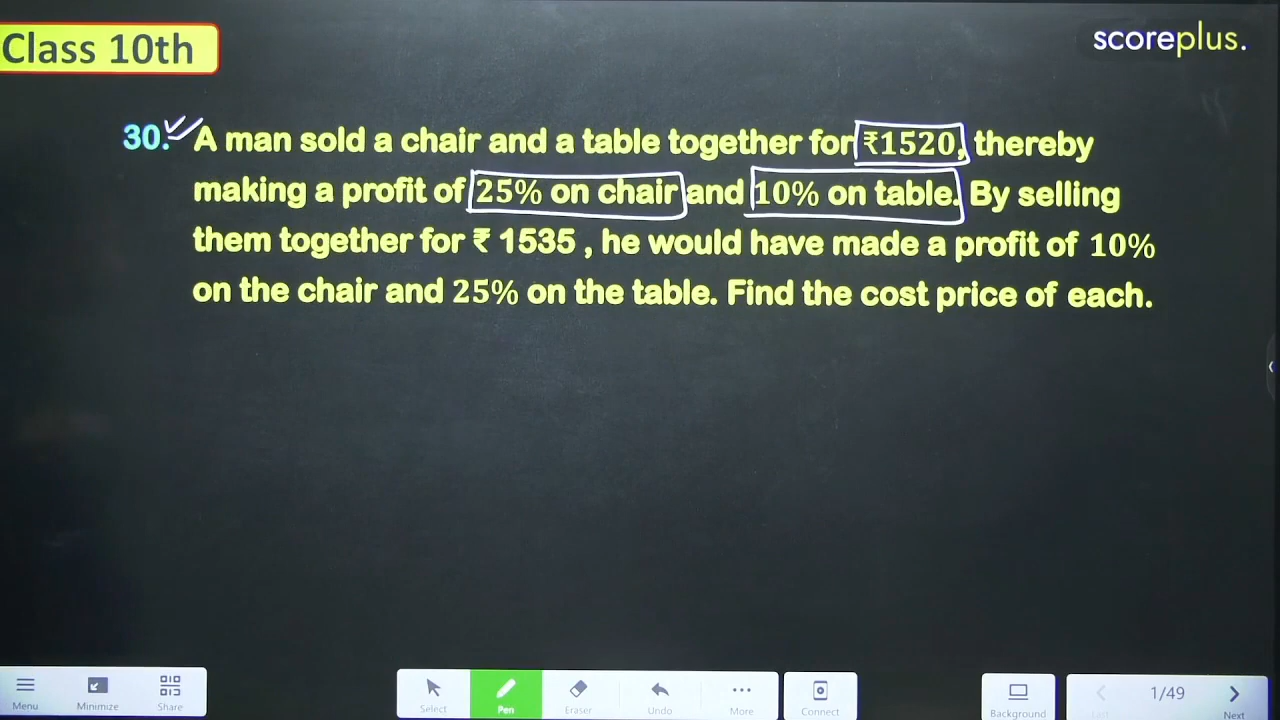 Class 10th
scoreplus.
30. A man sold a chair and a table together for ₹1520, thereby
making a profit of 25% on chair and 10% on table. By selling
them together for ₹ 1535 , he would have made a profit of 10%
on the chair and 25% on the table. Find the cost price of each.
Menu
Minimize
Share
Select
Pen
Eraser
Undo
More
Connect
Background
Last
1/49
Next